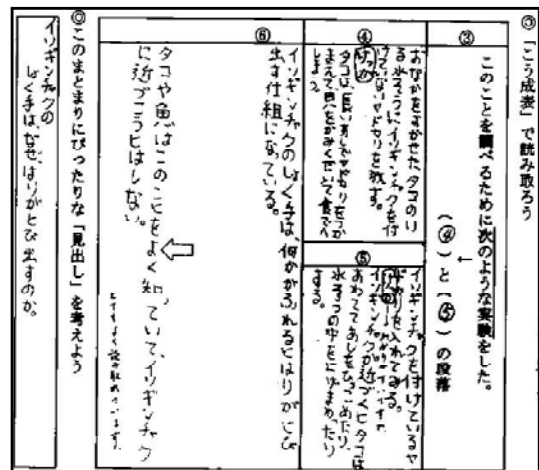 ◎「こう成表」で読み取ろう
③
このことを調べるために次のような実験をした。
↓
（④）と（⑤）の段落
④
おなかをすかせたタコのい
る水そうにイソギンチャクを付
けていないヤドカリを放す。
タコは、長いあしでヤドカリをつか
まえて、貝をかみくだいて食べて
しまう。
⑤
イソギンチャクを付けているヤ
ドカリを入れてみる。
イソギンチャクが近づくとタコは
あわててあしをひっこめたり、
水そうの中をにげまわったり
する。
⑥
イソギンチャクのしょく手は、何かがふれるとはりがとび
出す仕組になっている。
タコや魚はこのことをよく知っていて、イソギンチャク
に近づこうとはしない。
とてもよく読み取れています。
◎このまとまりにぴったりな「見出し」を考えよう
イソギンチャクの
しょく手は、なぜはりがとび出すのか。